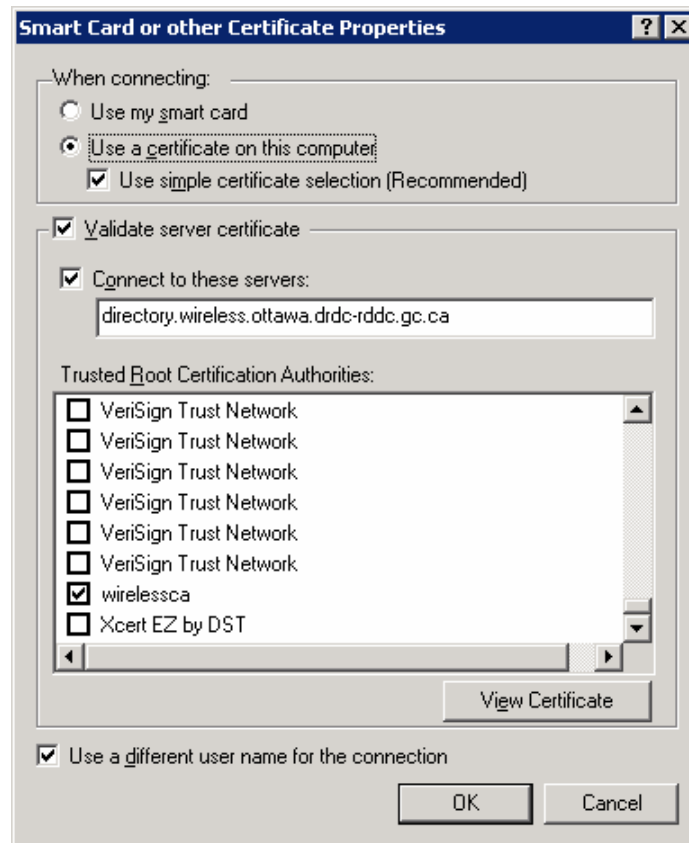 Smart Card or other Certificate Properties
When connecting:
Use my smart card
Use a certificate on this computer
Use simple certificate selection (Recommended)
Validate server certificate
Connect to these servers:
directory.wireless.ottawa.drdc-rddc.gc.ca
Trusted Root Certification Authorities:
VeriSign Trust Network
VeriSign Trust Network
VeriSign Trust Network
VeriSign Trust Network
VeriSign Trust Network
VeriSign Trust Network
wirelessca
Xcert EZ by DST
View Certificate
Use a different user name for the connection
OK Cancel